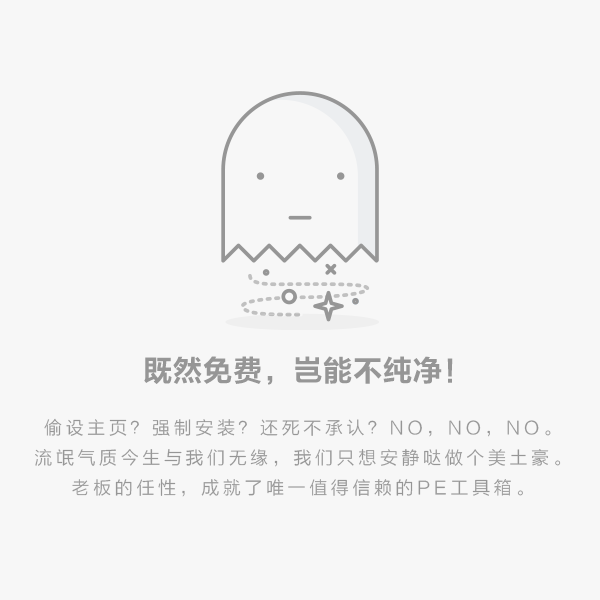 既然免费，岂能不纯净！
偷设主页？强制安装？还死不承认？NO，NO，NO。
流氓气质今生与我们无缘，我们只想安静哒做个美土豪。
老板的任性，成就了唯一值得信赖的PE工具箱。